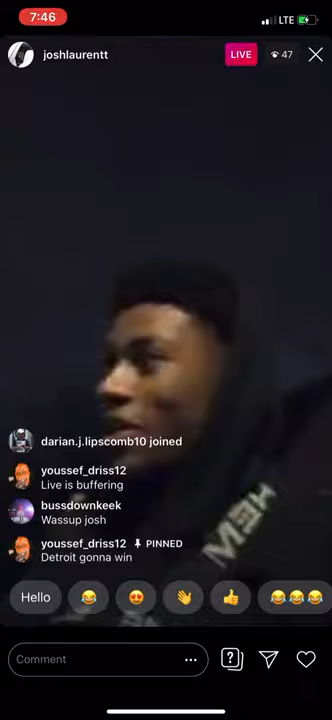 7:46
LTE
joshlaurentt
LIVE
47
darian.j.lipscomb10 joined
youssef_driss12
Live is buffering
bussdownkeek
Wassup josh
youssef_driss12 PINNED
Detroit gonna win
Hello
Comment